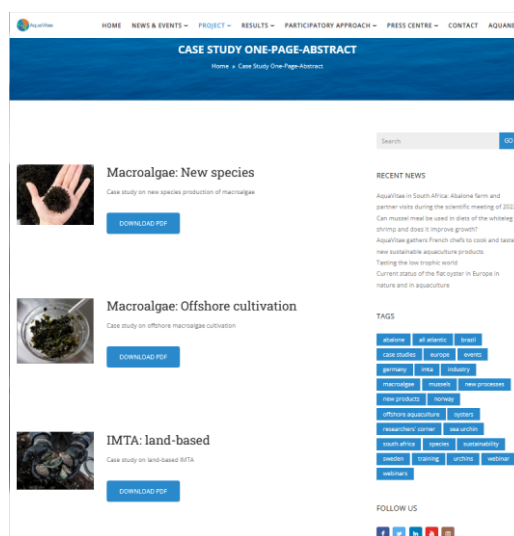 AquaVitae
HOME NEWS & EVENTS PROJECT RESULTS PARTICIPATORY APPROACH PRESS CENTRE CONTACT AQUANE
CASE STUDY ONE-PAGE-ABSTRACT
Home » Case Study One-Page-Abstract
Macroalgae: New species
Case study on new species production of macroalgae
DOWNLOAD PDF
Macroalgae: Offshore cultivation
Case study on offshore macroalgae cultivation
DOWNLOAD PDF
IMTA: land-based
Case study on land-based IMTA
DOWNLOAD PDF
Search GO
RECENT NEWS
AquaVitae in South Africa: Abalone farm and
partner visits during the scientific meeting of 202
Can mussel meal be used in diets of the whiteleg
shrimp and does it improve growth?
AquaVitae gathers French chefs to cook and taste
new sustainable aquaculture products
Tasting the low trophic world
Current status of the flat oyster in Europe in
nature and in aquaculture
TAGS
abalone all atlantic brazil
case studies europe events
germany imta industry
macroalgae mussels new processes
new products norway
offshore aquaculture oysters
researchers' corner sea urchin
south africa species sustainability
sweden training urchins webinar
webinars
FOLLOW US